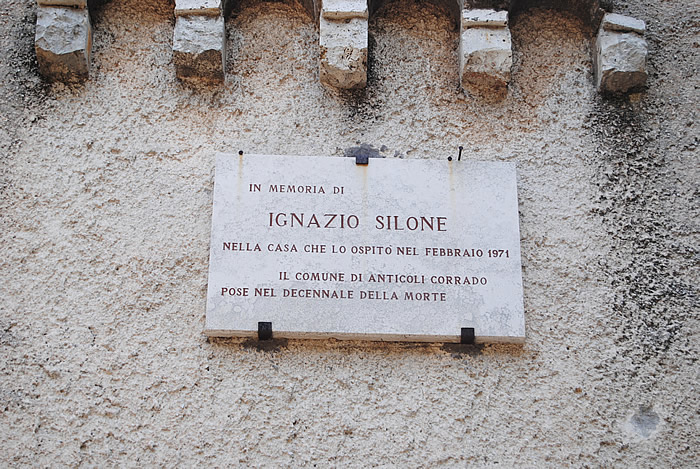 IN MEMORIA DI
IGNAZIO SILONE
NELLA CASA CHE LO OSPITÒ NEL FEBBRAIO 1971
IL COMUNE DI ANTICOLI CORRADO
POSE NEL DECENNALE DELLA MORTE